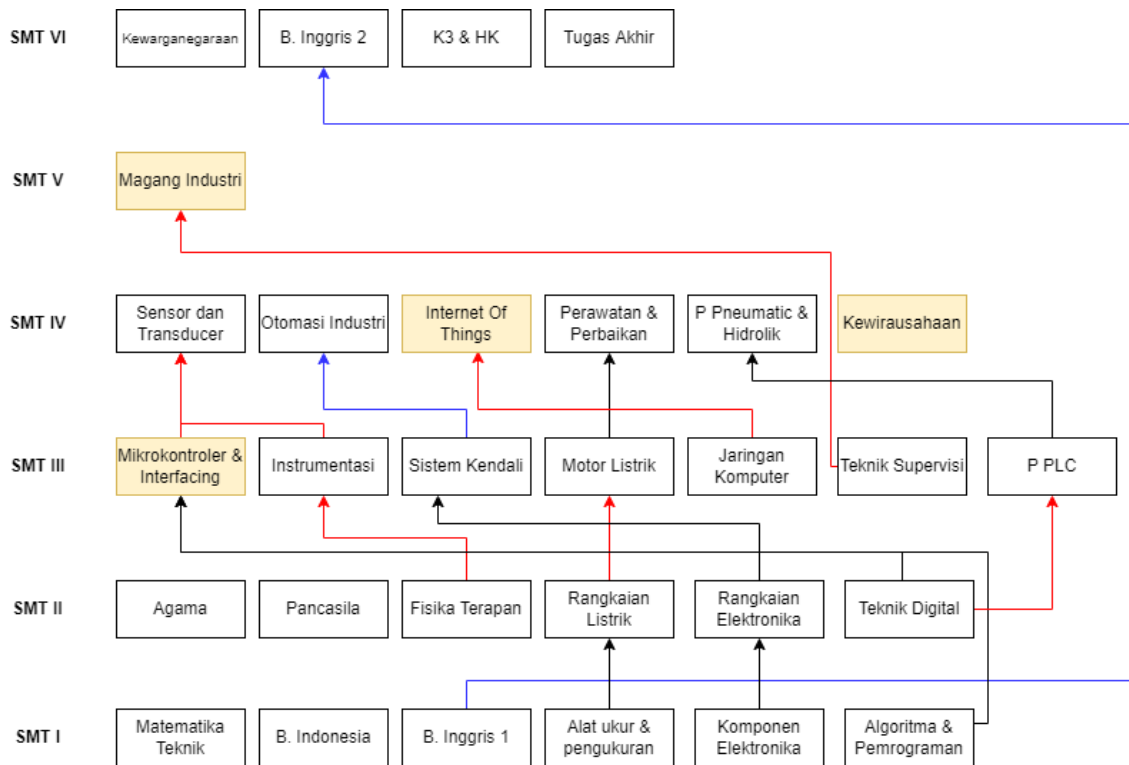 SMT VI
Kewarganegaraan
B. Inggris 2
K3 & HK
Tugas Akhir
SMT V
Magang Industri
SMT IV
Sensor dan
Transducer
Otomasi Industri
Internet Of
Things
Perawatan &
Perbaikan
P Pneumatic &
Hidrolik
Kewirausahaan
SMT III
Mikrokontroler &
Interfacing
Instrumentasi
Sistem Kendali
Motor Listrik
Jaringan
Komputer
Teknik Supervisi
P PLC
SMT II
Agama
Pancasila
Fisika Terapan
Rangkaian
Listrik
Rangkaian
Elektronika
Teknik Digital
SMT I
Matematika
Teknik
B. Indonesia
B. Inggris 1
Alat ukur &
pengukuran
Komponen
Elektronika
Algoritma &
Pemrograman